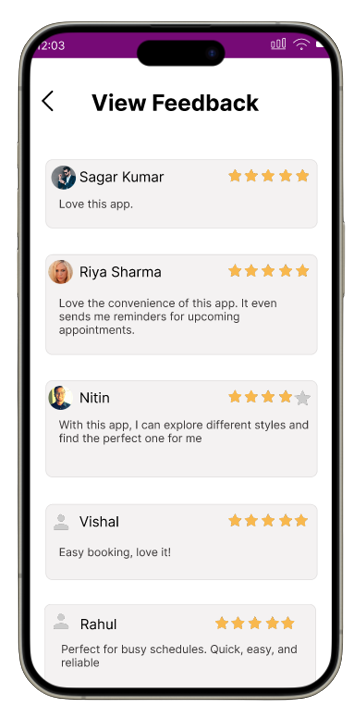 12:03
View Feedback
Sagar Kumar
Love this app.
Riya Sharma
Love the convenience of this app. It even
sends me reminders for upcoming
appointments.
Nitin
With this app, I can explore different styles and
find the perfect one for me
Vishal
Easy booking, love it!
Rahul
Perfect for busy schedules. Quick, easy, and
reliable